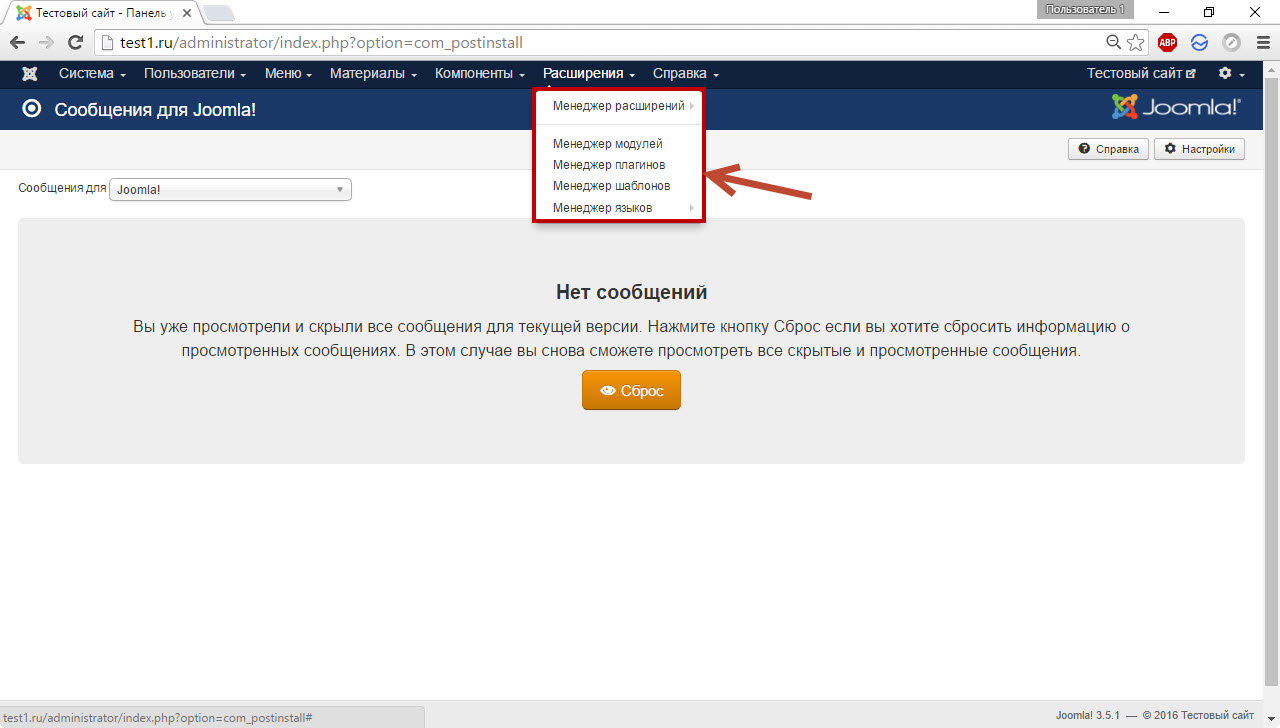 Пользователь 1
Тестовый сайт - Панель
test1.ru/administrator/index.php?option=com_postinstall
ABP
Система Пользователи Меню Материалы Компоненты Расширения Справка Тестовый сайт
Сообщения для Joomla!
Joomla!®
Менеджер расширений
Менеджер модулей
Менеджер плагинов
Менеджер шаблонов
Менеджер языков
Справка Настройки
Сообщения для Joomla!
Нет сообщений
Вы уже просмотрели и скрыли все сообщения для текущей версии. Нажмите кнопку Сброс если вы хотите сбросить информацию о
просмотренных сообщениях. В этом случае вы снова сможете просмотреть все скрытые и просмотренные сообщения.
Сброс
test1.ru/administrator/index.php?option=com_postinstall#
Joomla! 3.5.1 — © 2016 Тестовый сайт